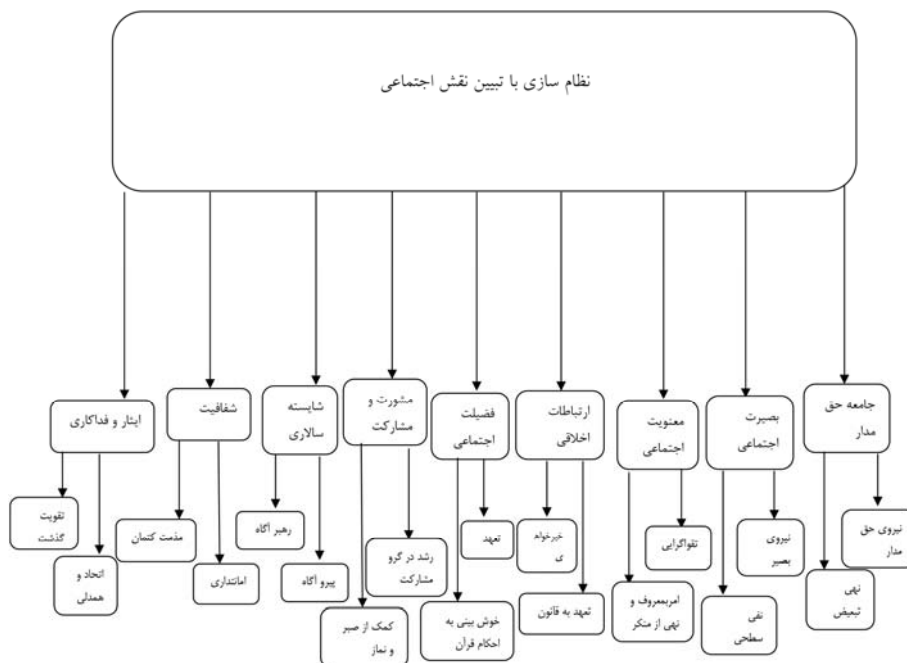 نظام سازی با تبیین نقش اجتماعی
جامعه حق
مدار
بصیرت
اجتماعی
معنویت
اجتماعی
ارتباطات
اخلاقی
فضیلت
اجتماعی
مشورت و
مشارکت
شایسته
سالاری
شفافیت
ایثار و فداکاری
نیروی حق
مدار
نهی
تبعیض
نیروی
بصیر
نفی
سطحی
تقواگرایی
امربمعروف و
نهی از منکر
تعهد به قانون
خیرخواه
ی
تعهد
خوش بینی به
احکام قرآن
رشد در گرو
مشارکت
کمک از صبر
و نماز
پیرو آگاه
رهبر آگاه
امانتداری
مذمت کتمان
اتحاد و
همدلی
تقویت
گذشت